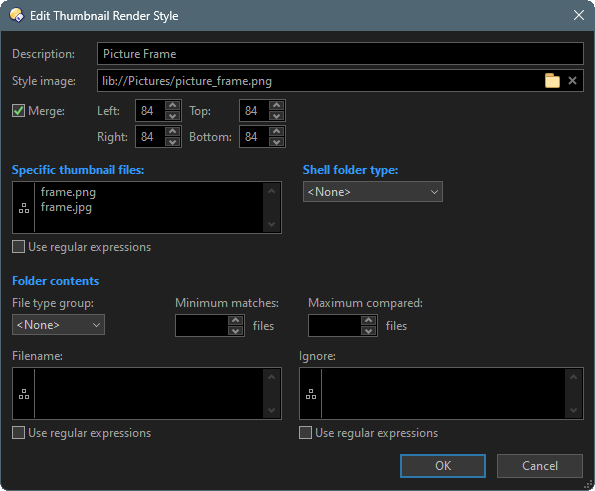 Edit Thumbnail Render Style
Description: Picture Frame
Style image: lib://Pictures/picture_frame.png
Merge: Left: 84 Top: 84
Right: 84 Bottom: 84
Specific thumbnail files: Shell folder type:
frame.png <None>
frame.jpg
Use regular expressions
Folder contents
File type group: Minimum matches: Maximum compared:
<None> files files
Filename: Ignore:
Use regular expressions Use regular expressions
OK Cancel